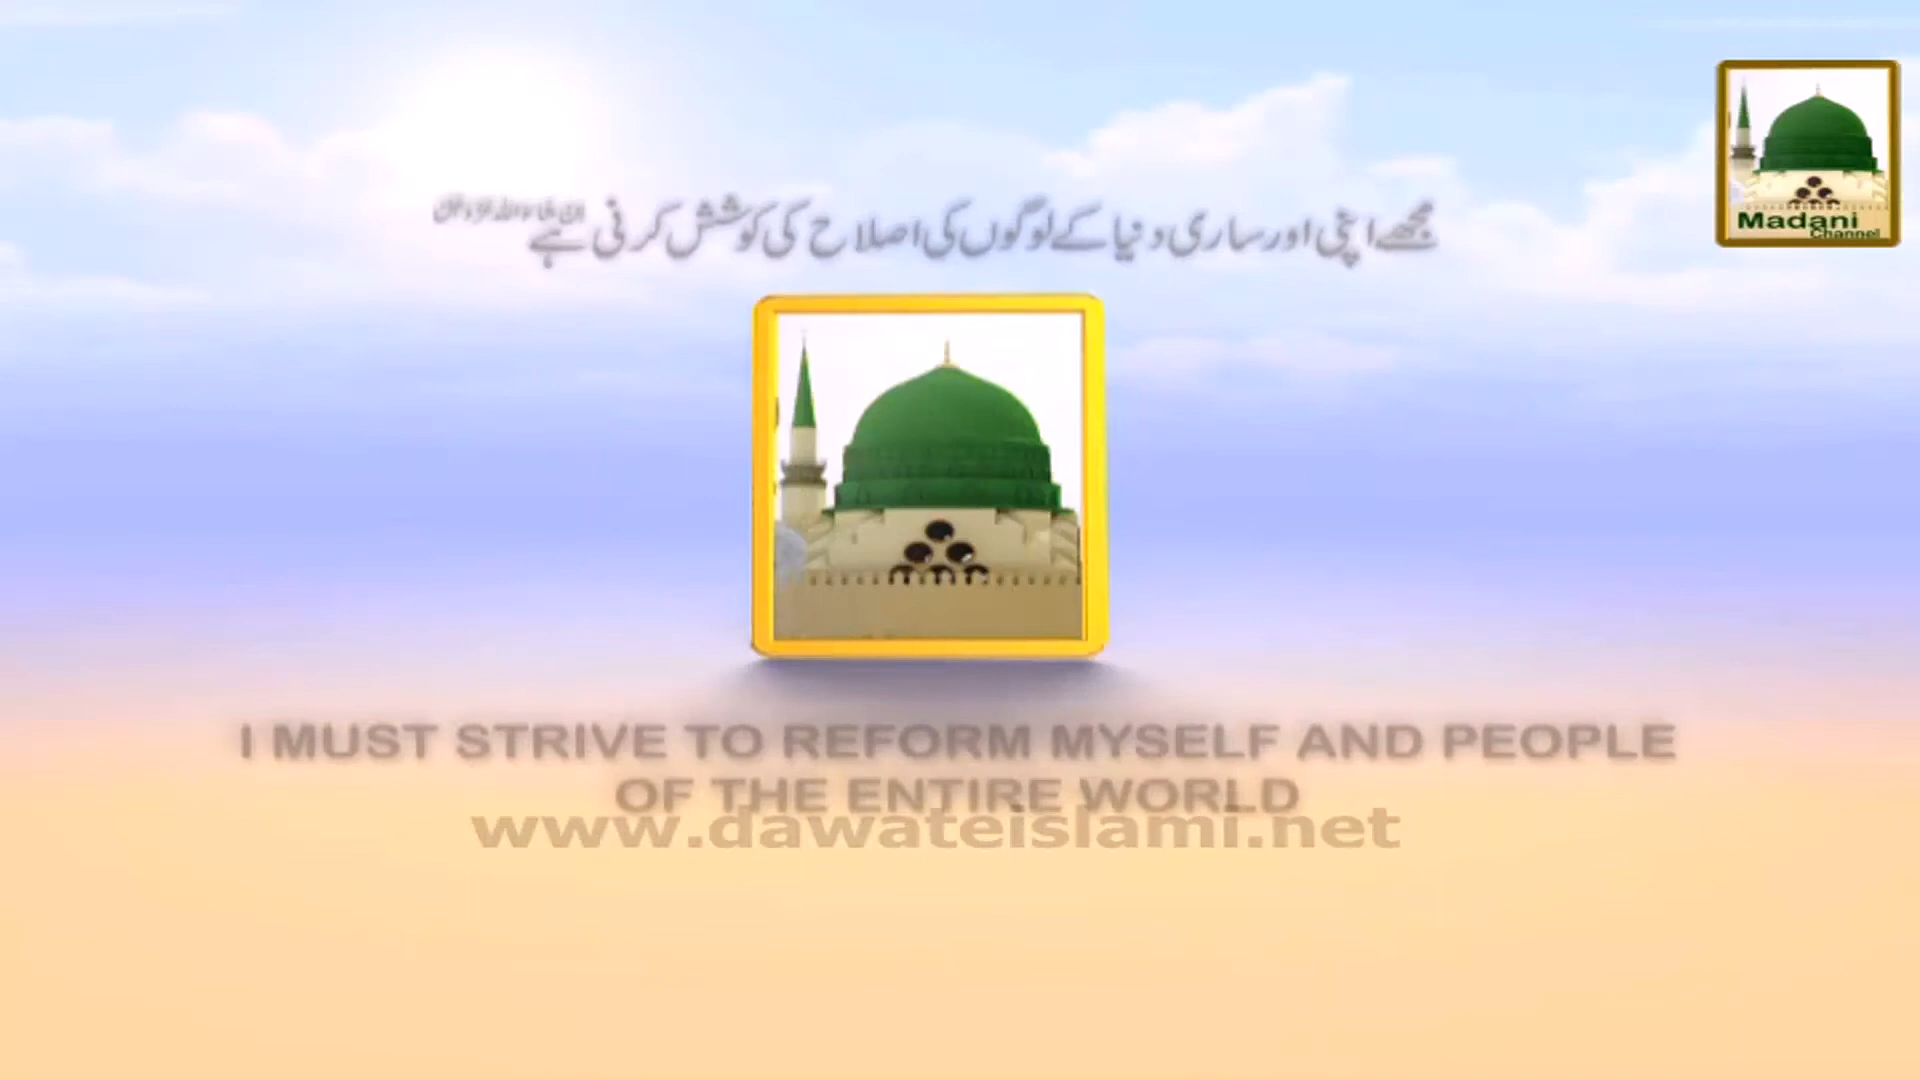 مجھے اپنی اور ساری دنیا کے لوگوں کی اصلاح کی کوشش کرنی ہے
Madani
Channel
I MUST STRIVE TO REFORM MYSELF AND PEOPLE
OF THE ENTIRE WORLD
www.dawateislami.net